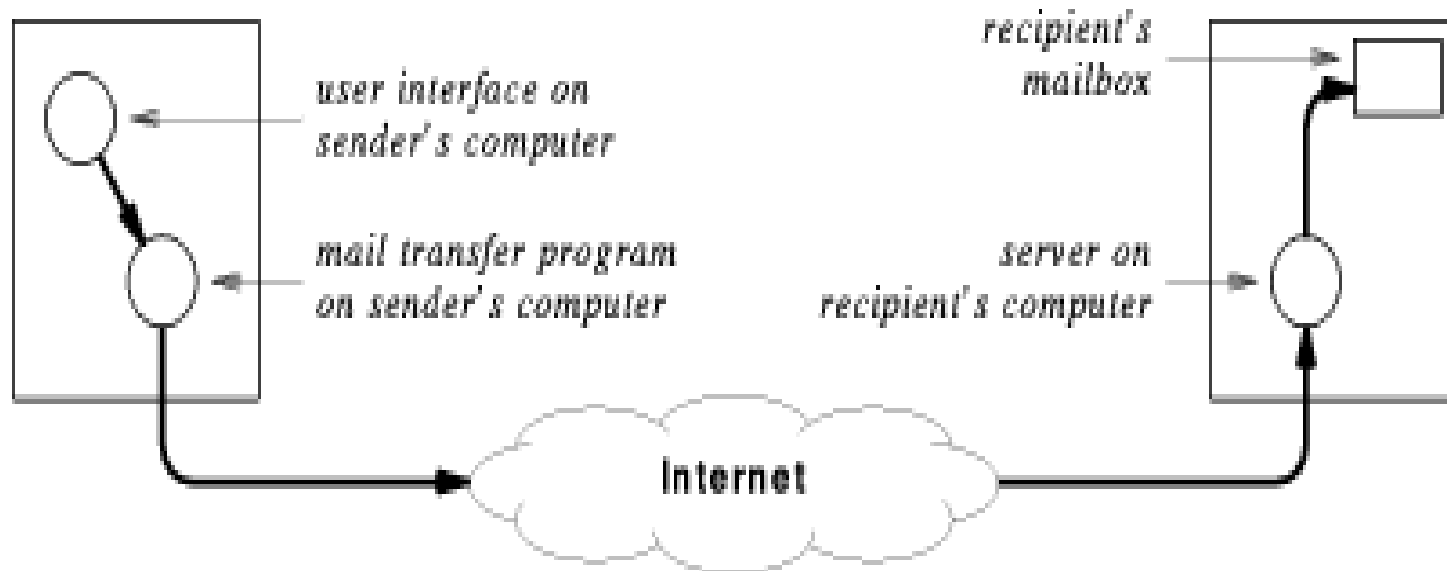 user interface on
sender's computer
mail transfer program
on sender's computer
recipient's
mailbox
server on
recipient's computer
Internet